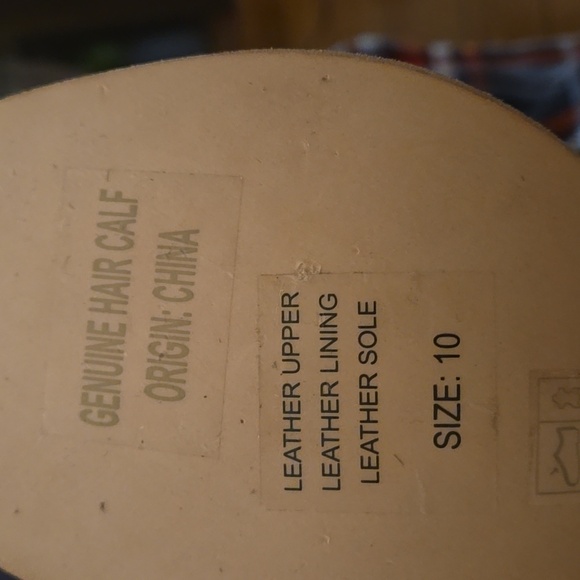 GENUINE HAIR CALF
ORIGIN: CHINA
LEATHER UPPER
LEATHER LINING
LEATHER SOLE
SIZE: 10